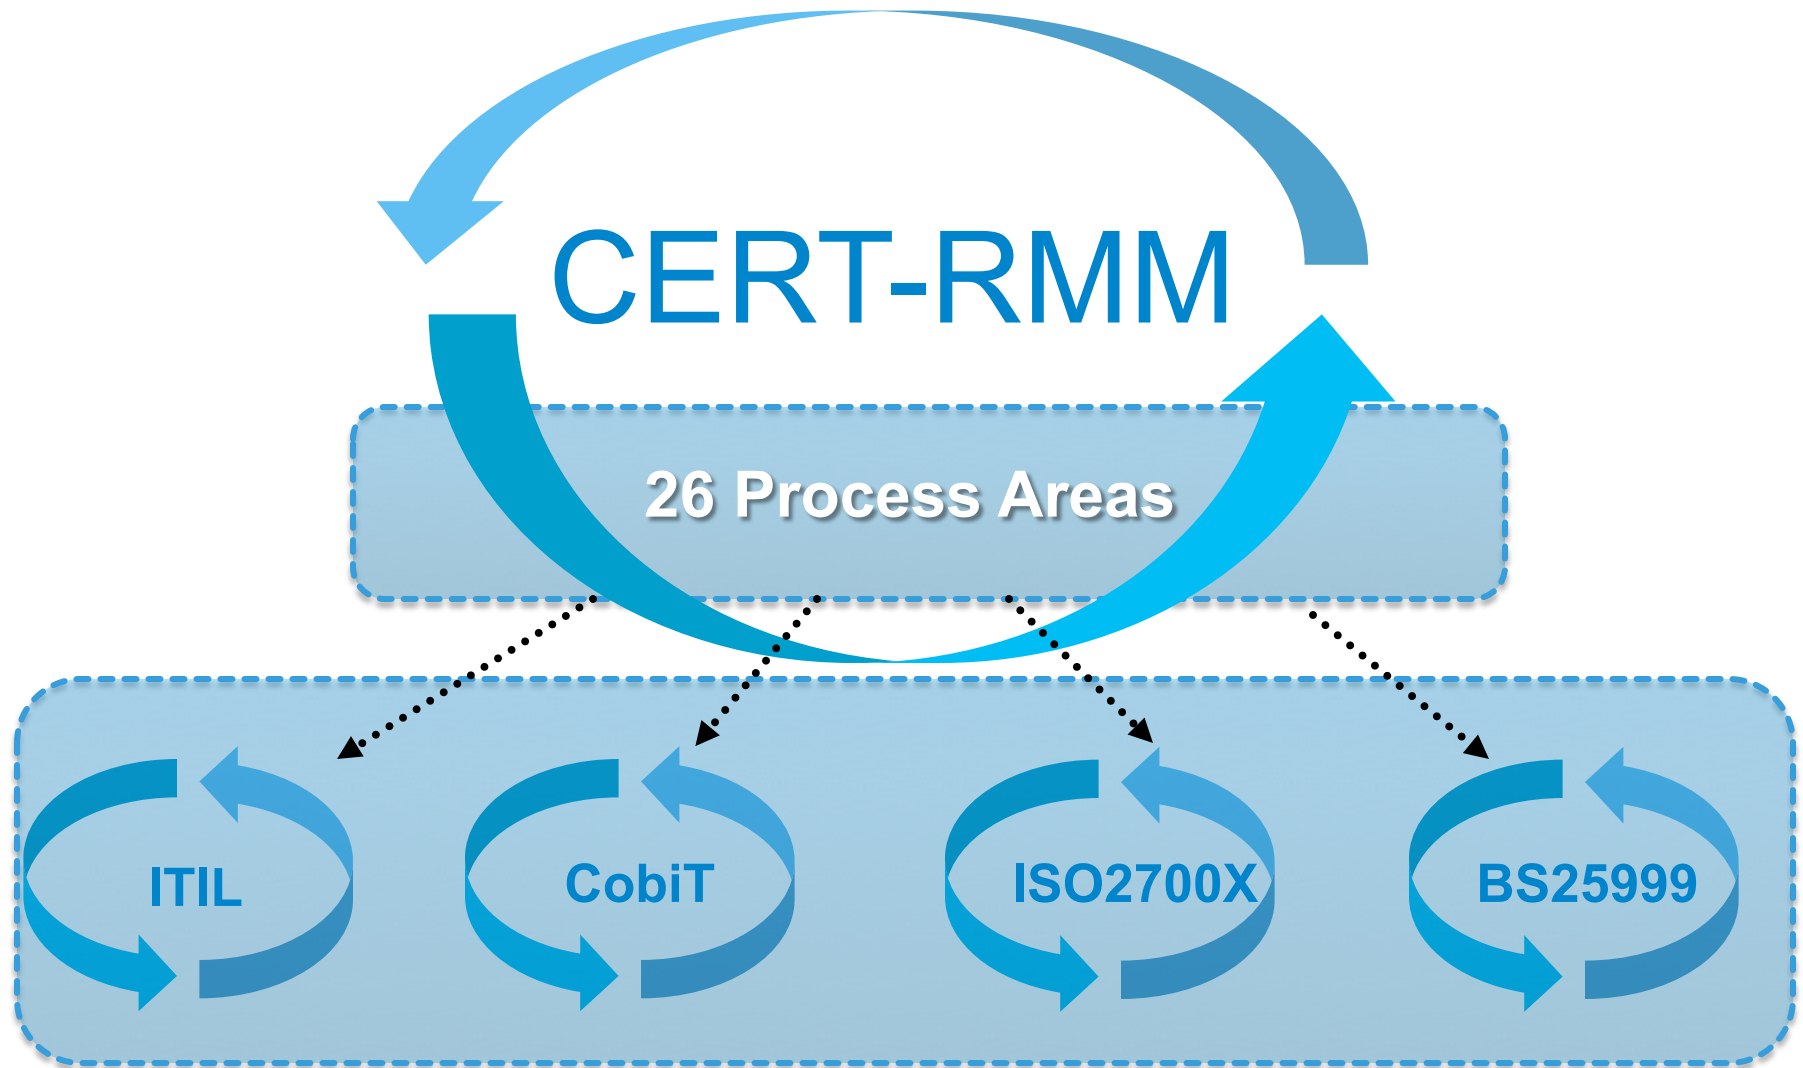 CERT-RMM
26 Process Areas
ITIL
CobiT
ISO2700X
BS25999